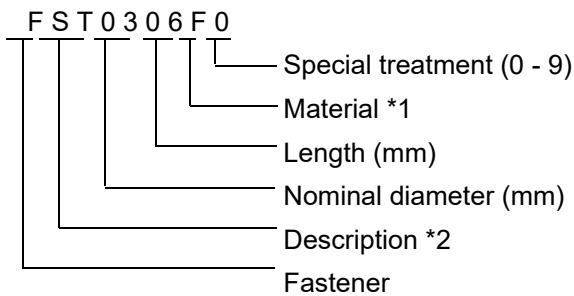 F S T 0 3 0 6 F 0
Special treatment (0 - 9)
Material *1
Length (mm)
Nominal diameter (mm)
Description *2
Fastener